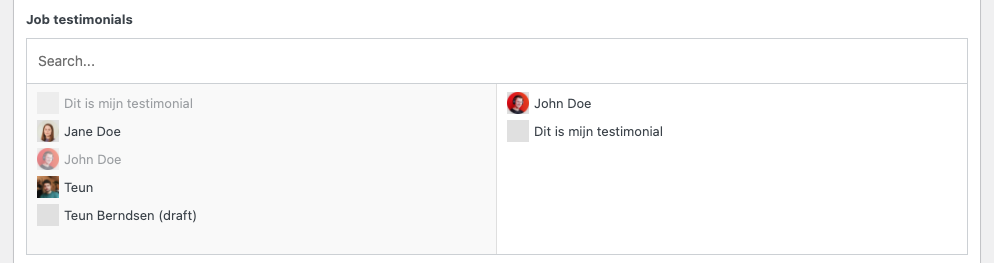 Job testimonials
Search...
Dit is mijn testimonial
Jane Doe
John Doe
Teun
Teun Berndsen (draft)
John Doe
Dit is mijn testimonial